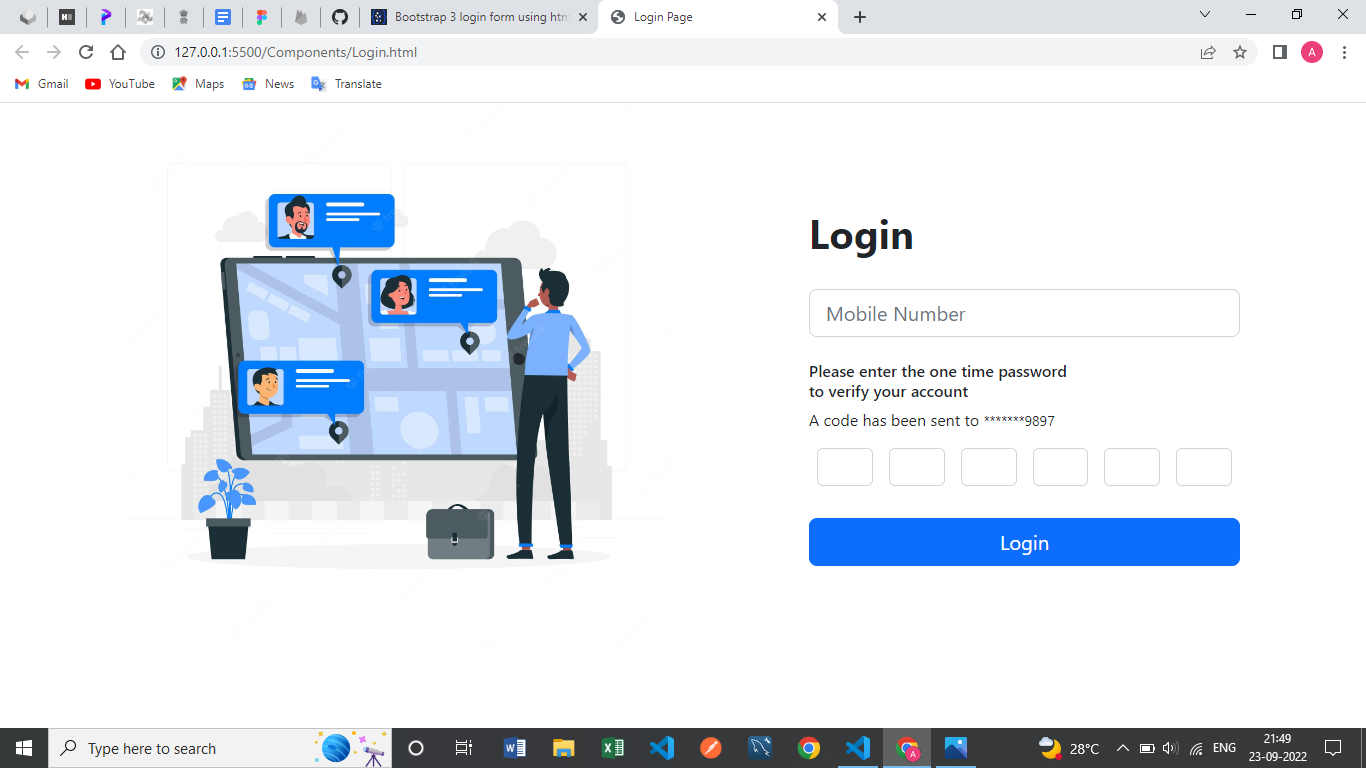 Bootstrap 3 login form using htm
Login Page
127.0.0.1:5500/Components/Login.html
A
Gmail
YouTube
Maps
News
Translate
Login
Mobile Number
Please enter the one time password
to verify your account
A code has been sent to *******9897
Login
Type here to search
28°C
ENG
21:49
23-09-2022